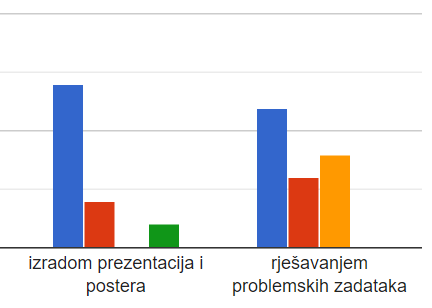 izradom prezentacija i
postera
rješavanjem
problemskih zadataka